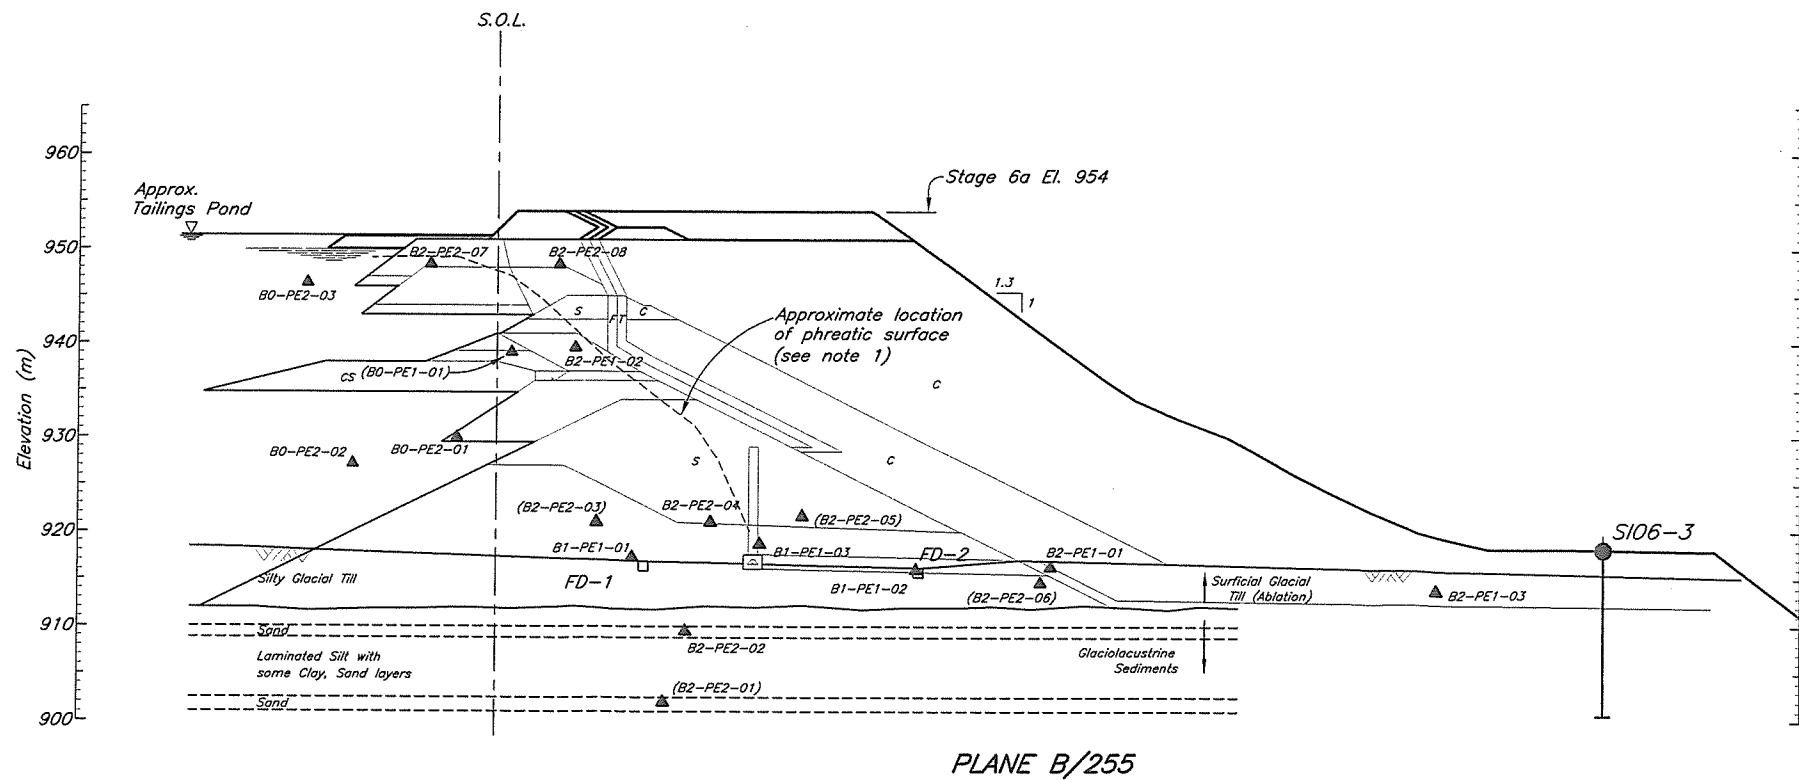 S.O.L.
960
950
940
930
920
910
900
Elevation (m)
Approx.
Tailings Pond
Stage 6a El. 954
B2-PE2-07
B2-PE2-08
B0-PE2-03
1.3
1
S
FT
C
Approximate location
of phreatic surface
(see note 1)
B2-PE1-02
CS
(B0-PE1-01)
C
B0-PE2-02
B0-PE2-01
S
C
(B2-PE2-03)
B2-PE2-04
(B2-PE2-05)
SI06-3
B1-PE1-01
B1-PE1-03
FD-2
B2-PE1-01
Silty Glacial Till
FD-1
B1-PE1-02
(B2-PE2-06)
Surficial Glacial
Till (Ablation)
B2-PE1-03
Sand
B2-PE2-02
Laminated Silt with
some Clay, Sand layers
Glaciolacustrine
Sediments
(B2-PE2-01)
Sand
PLANE B/255